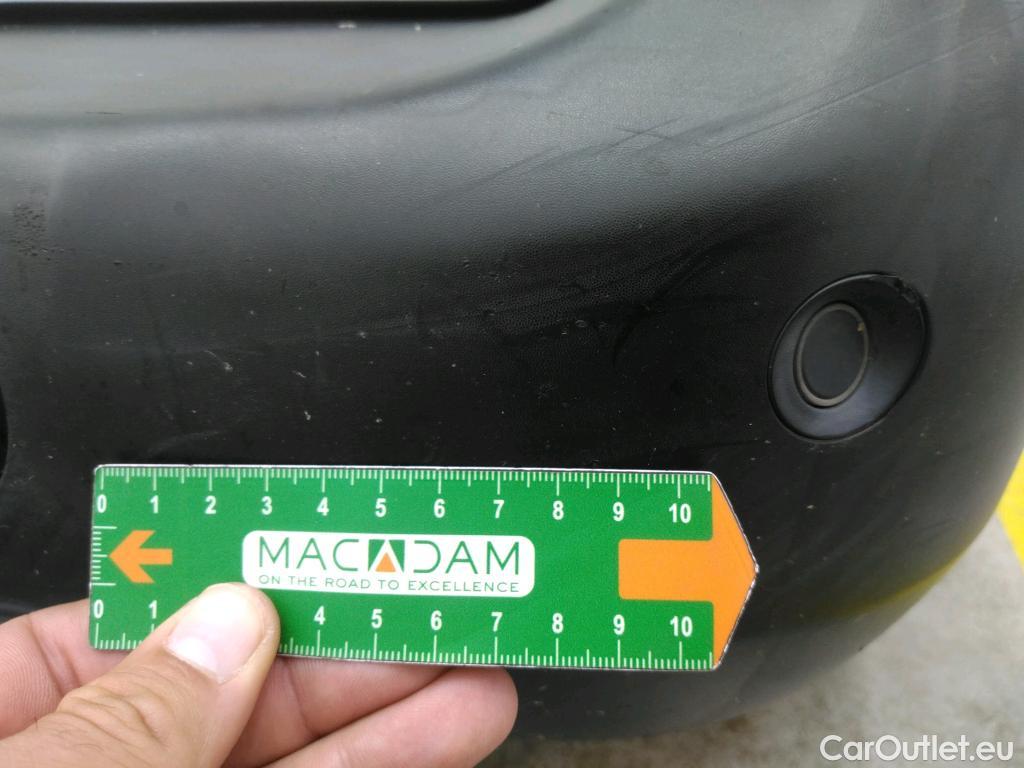 0 1 2 3 4 5 6 7 8 9 10
MACADAM
ON THE ROAD TO EXCELLENCE
0 1 4 5 6 7 8 9 10
CarOutlet.eu